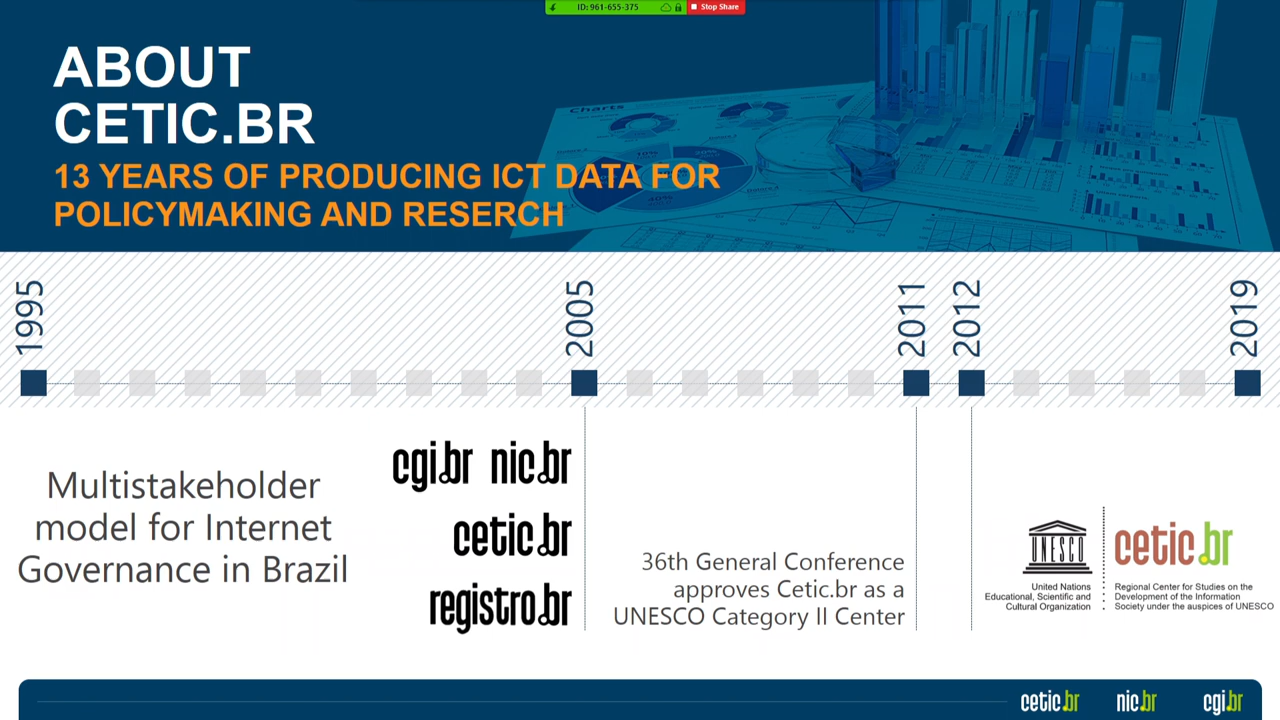 ID: 961-655-375
Stop Share
ABOUT
CETIC.BR
13 YEARS OF PRODUCING ICT DATA FOR
POLICYMAKING AND RESERCH
Charts
1995
2005
2011
2012
2019
Multistakeholder
model for Internet
Governance in Brazil
cgi.br nic.br
cetic.br
registro.br
36th General Conference
approves Cetic.br as a
UNESCO Category II Center
UNESCO
United Nations
Educational, Scientific and
Cultural Organization
cetic.br
Regional Center for Studies on the
Development of the Information
Society under the auspices of UNESCO
cetic.br nic.br cgi.br